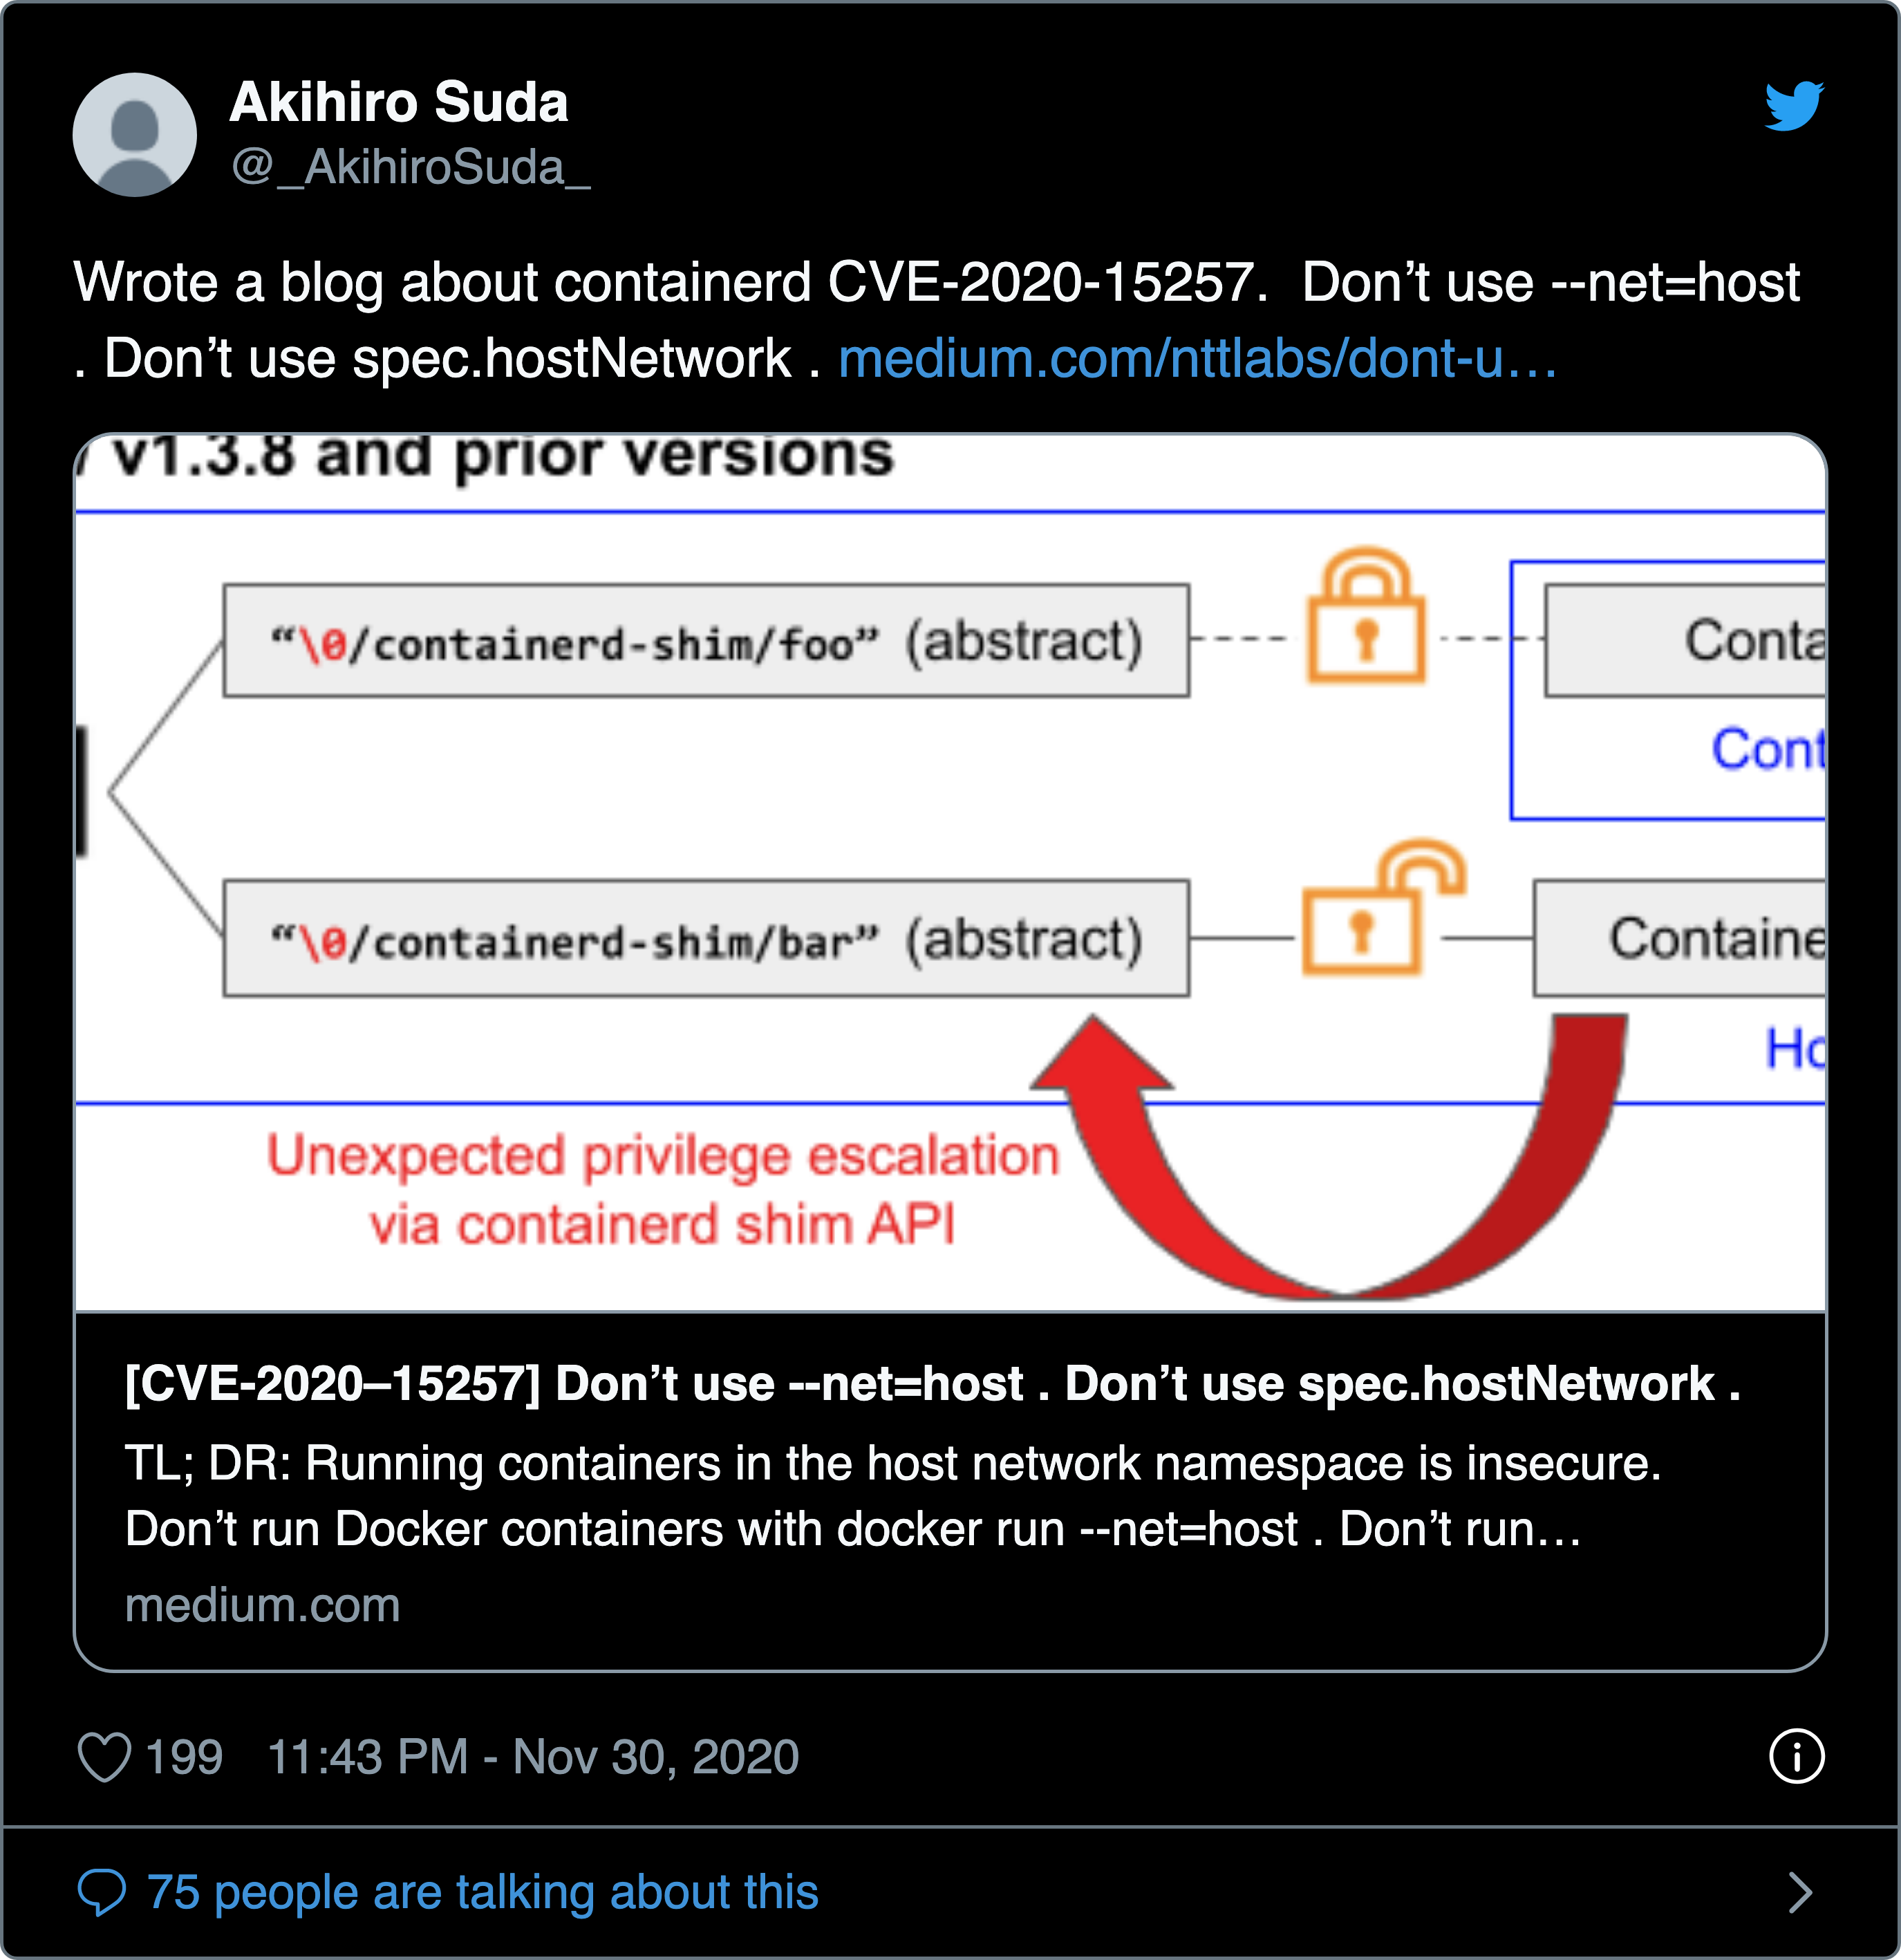 Akihiro Suda
@_AkihiroSuda_
Wrote a blog about containerd CVE-2020-15257.  Don’t use --net=host
. Don’t use spec.hostNetwork . medium.com/nttlabs/dont-u…
/ v1.3.8 and prior versions
“\0/containerd-shim/foo” (abstract)
Conta
Cont
“\0/containerd-shim/bar” (abstract)
Containe
Ho
Unexpected privilege escalation
via containerd shim API
[CVE-2020–15257] Don’t use --net=host . Don’t use spec.hostNetwork .
TL; DR: Running containers in the host network namespace is insecure.
Don’t run Docker containers with docker run --net=host . Don’t run…
medium.com
199 11:43 PM - Nov 30, 2020
75 people are talking about this